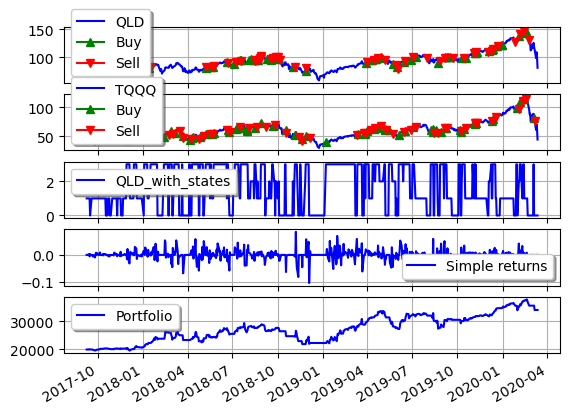 QLD
Buy
Sell
150
100
TQQQ
Buy
Sell
100
50
QLD_with_states
2
0
Simple returns
0.0
−0.1
Portfolio
30000
20000
2017-10
2018-01
2018-04
2018-07
2018-10
2019-01
2019-04
2019-07
2019-10
2020-01
2020-04